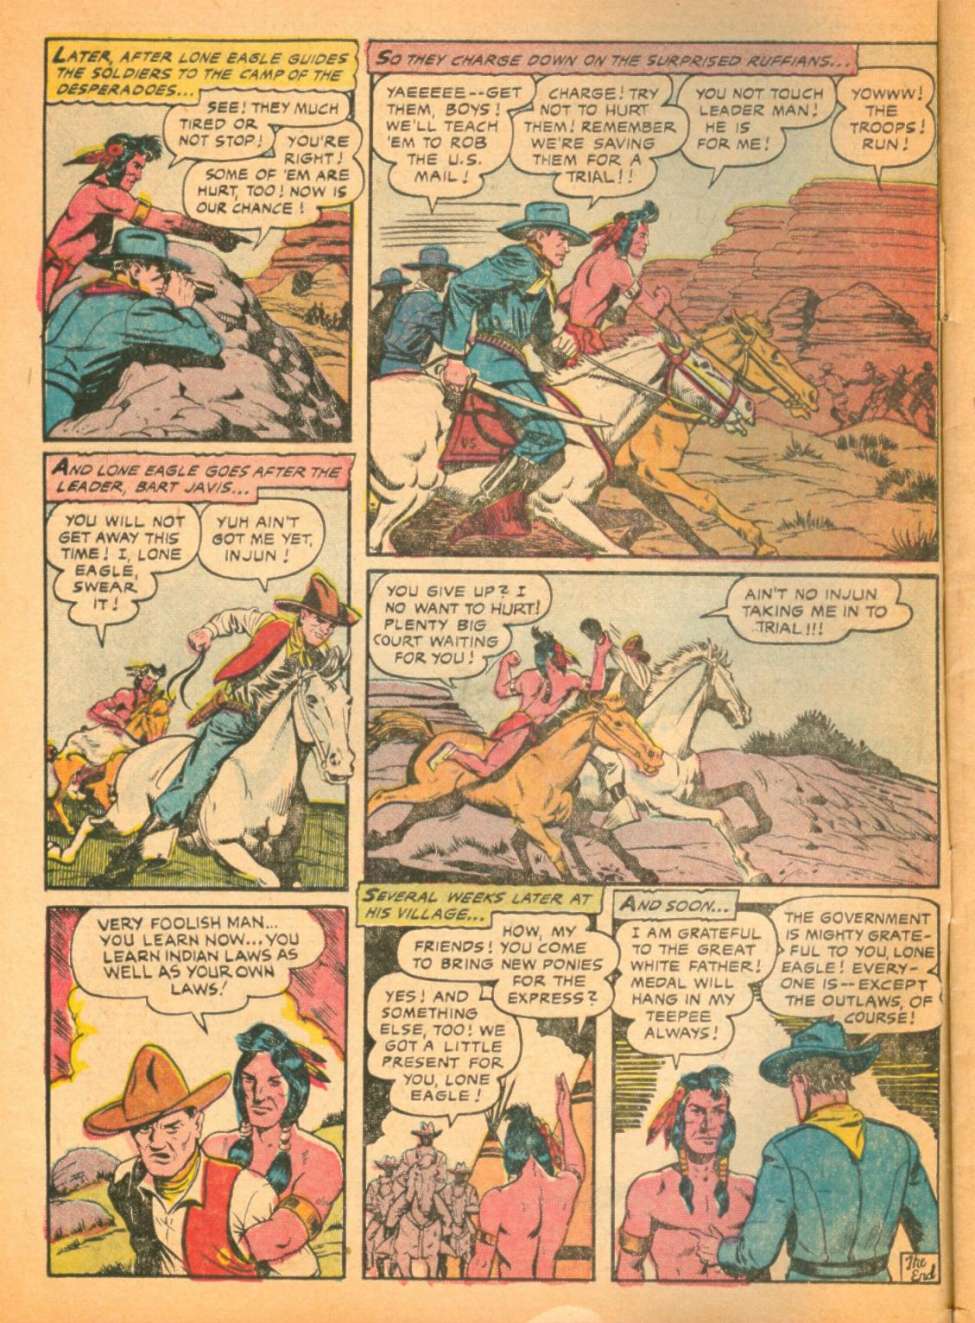 LATER, AFTER LONE EAGLE GUIDES
THE SOLDIERS TO THE CAMP OF THE
DESPERADOES...
SEE! THEY MUCH
TIRED OR
NOT STOP!
YOU'RE
RIGHT!
SOME OF 'EM ARE
HURT, TOO! NOW IS
OUR CHANCE!
SO THEY CHARGE DOWN ON THE SURPRISED RUFFIANS...
YAEEEEE--GET
THEM, BOYS!
WE'LL TEACH
'EM TO ROB
THE U.S.
MAIL!
CHARGE! TRY
NOT TO HURT
THEM! REMEMBER
WE'RE SAVING
THEM FOR A
TRIAL!!
YOU NOT TOUCH
LEADER MAN!
HE IS
FOR ME!
YOWWW!
THE
TROOPS!
RUN!
US
AND LONE EAGLE GOES AFTER THE
LEADER, BART JAVIS...
YOU WILL NOT
GET AWAY THIS
TIME! I, LONE
EAGLE,
SWEAR
IT!
YUH AIN'T
GOT ME YET,
INJUN!
YOU GIVE UP? I
NO WANT TO HURT!
PLENTY BIG
COURT WAITING
FOR YOU!
AIN'T NO INJUN
TAKING ME IN TO
TRIAL!!!
VERY FOOLISH MAN...
YOU LEARN NOW...YOU
LEARN INDIAN LAWS AS
WELL AS YOUR OWN
LAWS!
SEVERAL WEEKS LATER AT
HIS VILLAGE...
HOW, MY
FRIENDS! YOU COME
TO BRING NEW PONIES
FOR THE
EXPRESS?
YES! AND
SOMETHING
ELSE, TOO! WE
GOT A LITTLE
PRESENT FOR
YOU, LONE
EAGLE!
AND SOON...
I AM GRATEFUL
TO THE GREAT
WHITE FATHER!
MEDAL WILL
HANG IN MY
TEEPEE
ALWAYS!
THE GOVERNMENT
IS MIGHTY GRATE-
FUL TO YOU, LONE
EAGLE! EVERY-
ONE IS--EXCEPT
THE OUTLAWS, OF
COURSE!
The
End